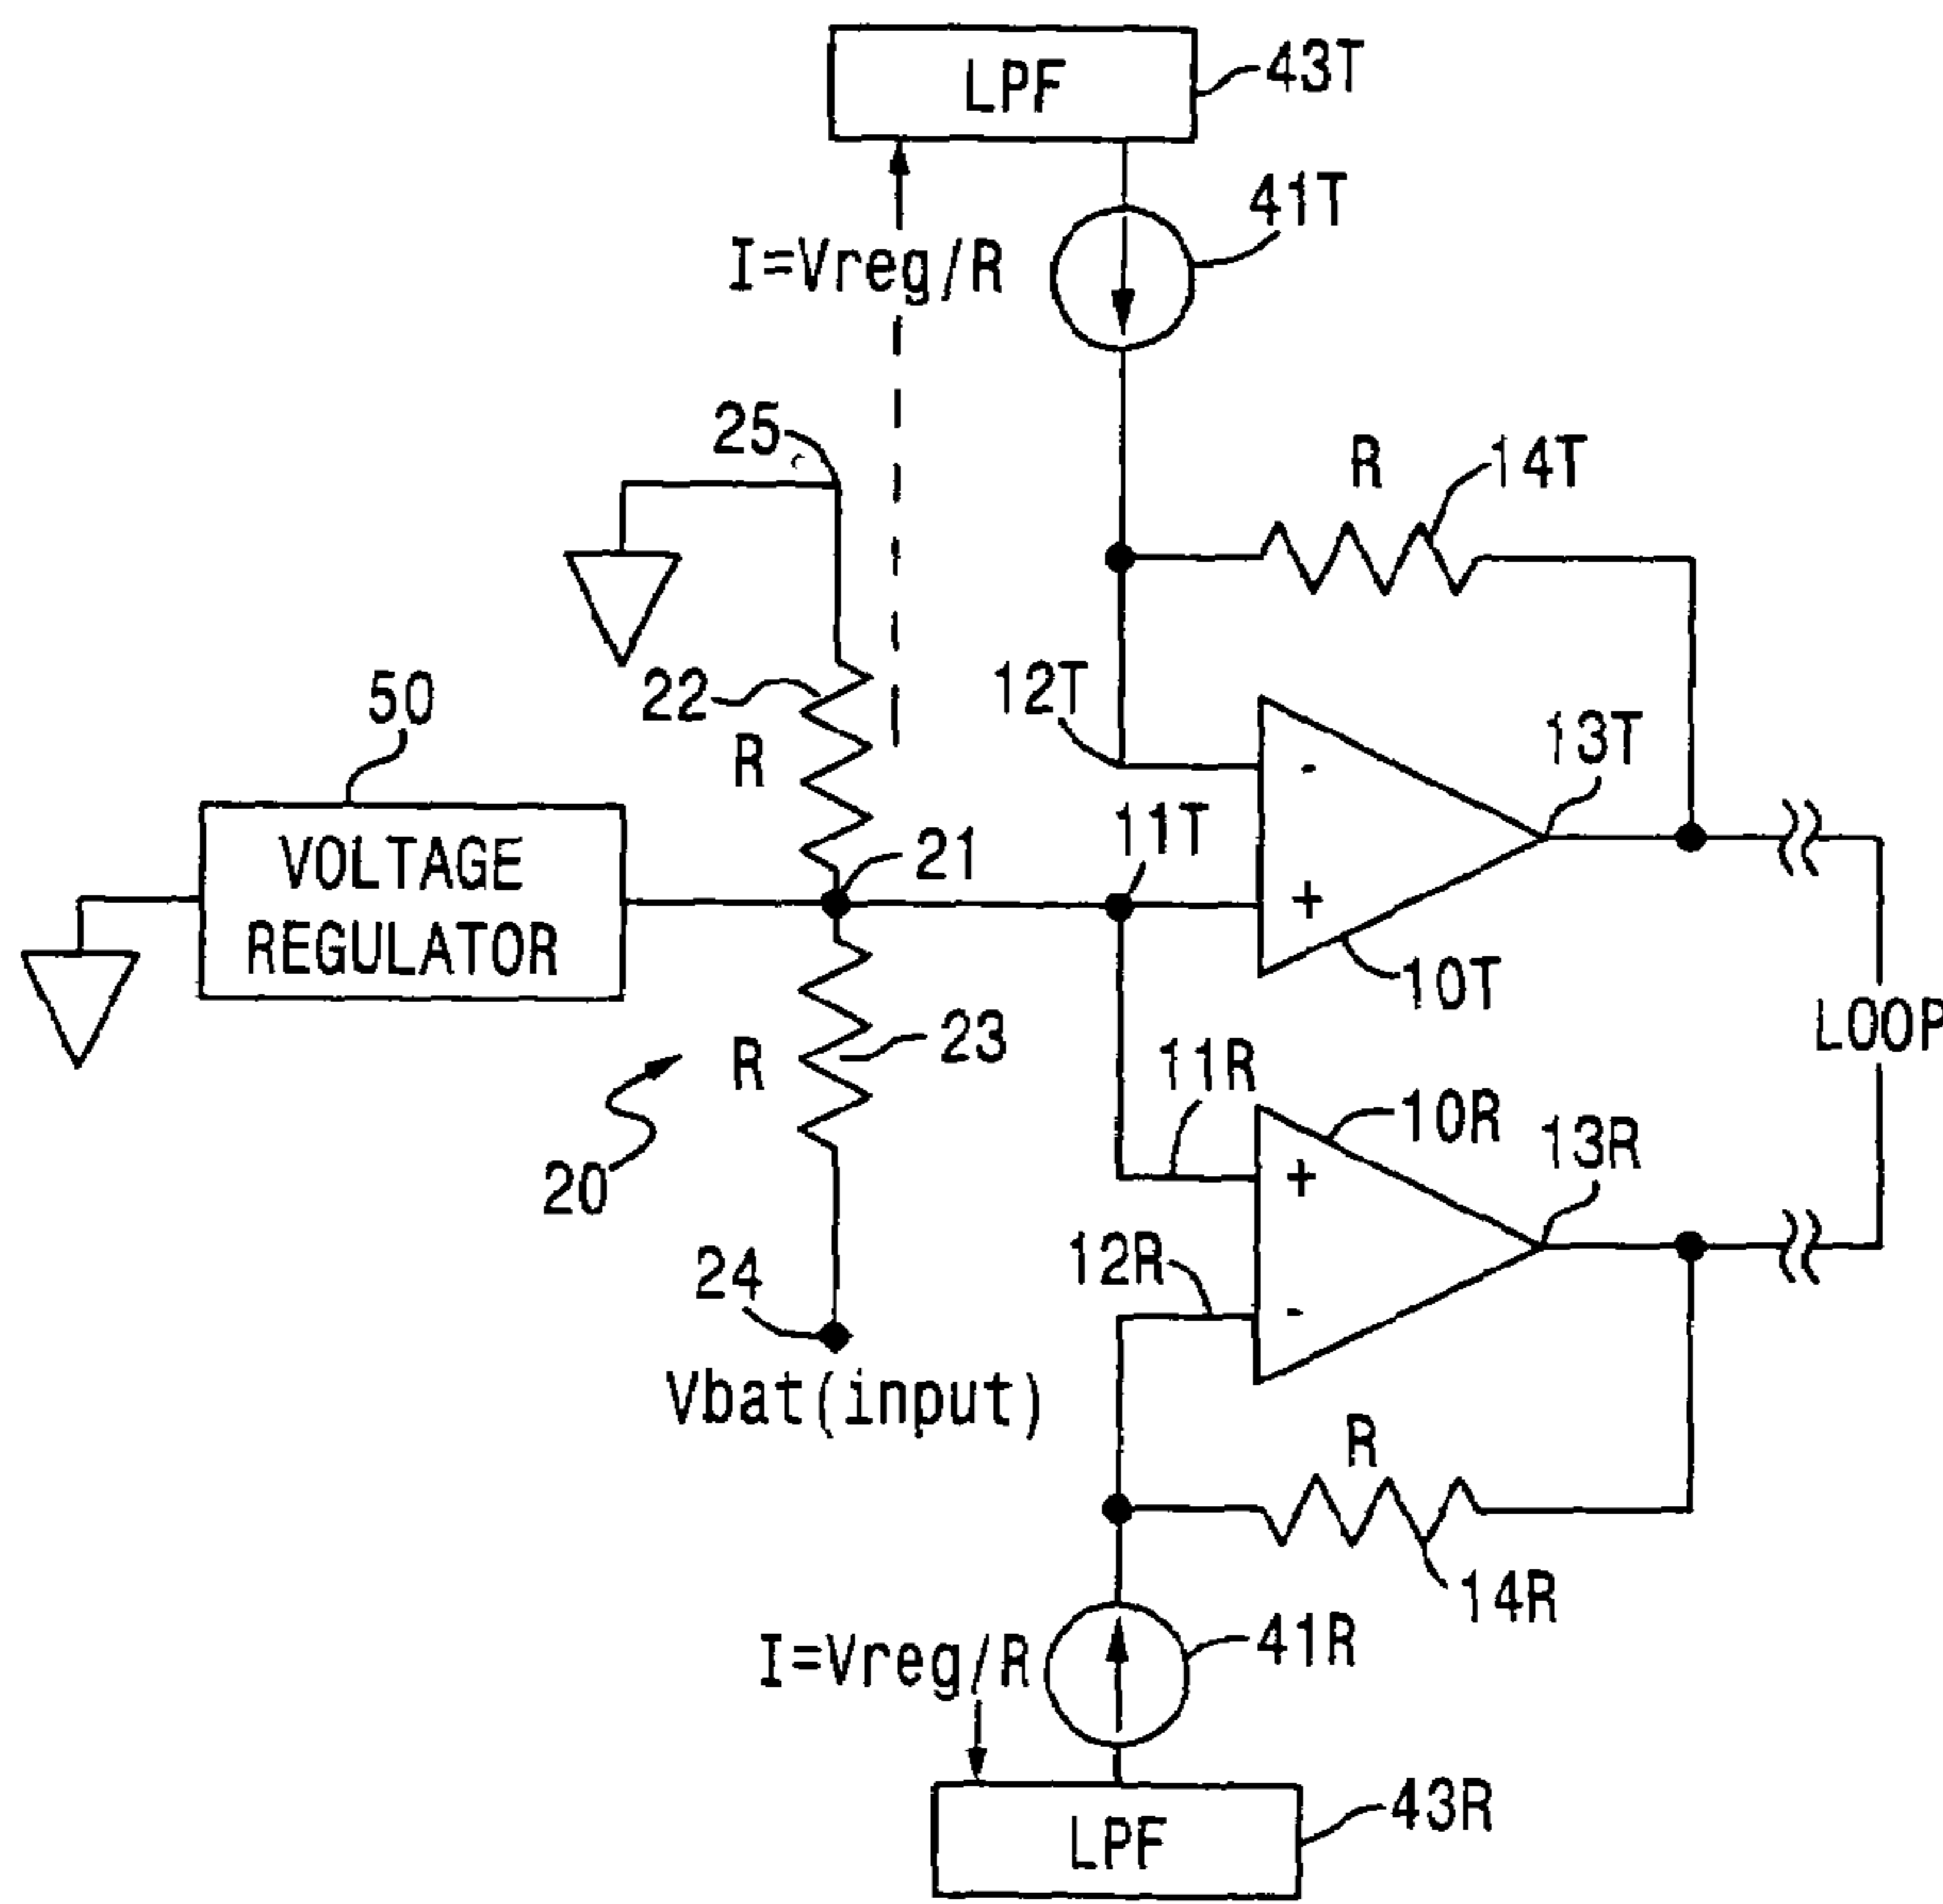 LPF
43T
41T
I=Vreg/R
25
R
14T
22
R
12T
50
13T
-
VOLTAGE
REGULATOR
21
11T
+
10T
LOOP
R
23
11R
10R
13R
20
+
12R
-
24
Vbat(input)
R
14R
I=Vreg/R
41R
LPF
43R